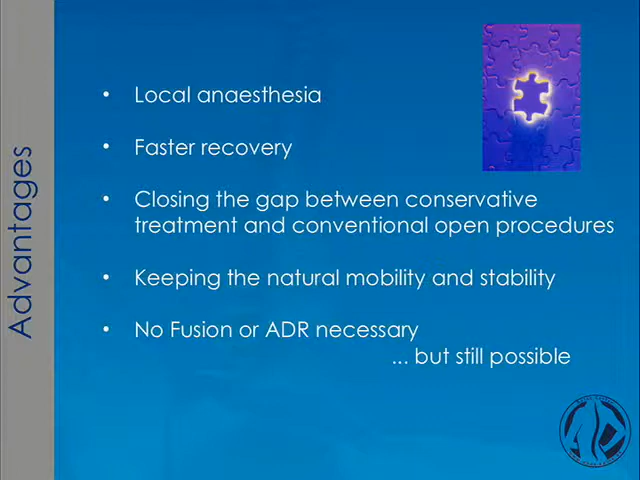 Advantages
• Local anaesthesia
• Faster recovery
• Closing the gap between conservative
treatment and conventional open procedures
• Keeping the natural mobility and stability
• No Fusion or ADR necessary
... but still possible